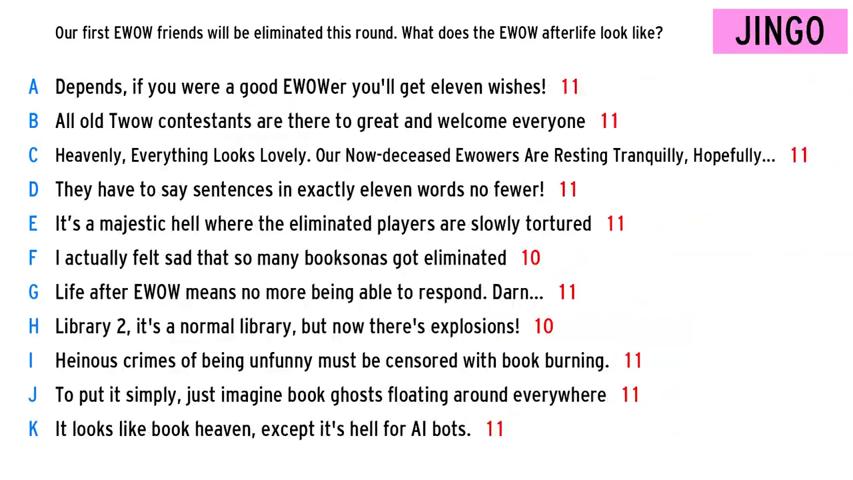 Our first EWOW friends will be eliminated this round. What does the EWOW afterlife look like?
JINGO
A Depends, if you were a good EWOWer you'll get eleven wishes! 11
B All old Twow contestants are there to great and welcome everyone 11
C Heavenly, Everything Looks Lovely. Our Now-deceased Ewowers Are Resting Tranquilly, Hopefully... 11
D They have to say sentences in exactly eleven words no fewer! 11
E It’s a majestic hell where the eliminated players are slowly tortured 11
F I actually felt sad that so many booksonas got eliminated 10
G Life after EWOW means no more being able to respond. Darn... 11
H Library 2, it's a normal library, but now there's explosions! 10
I Heinous crimes of being unfunny must be censored with book burning. 11
J To put it simply, just imagine book ghosts floating around everywhere 11
K It looks like book heaven, except it's hell for AI bots. 11